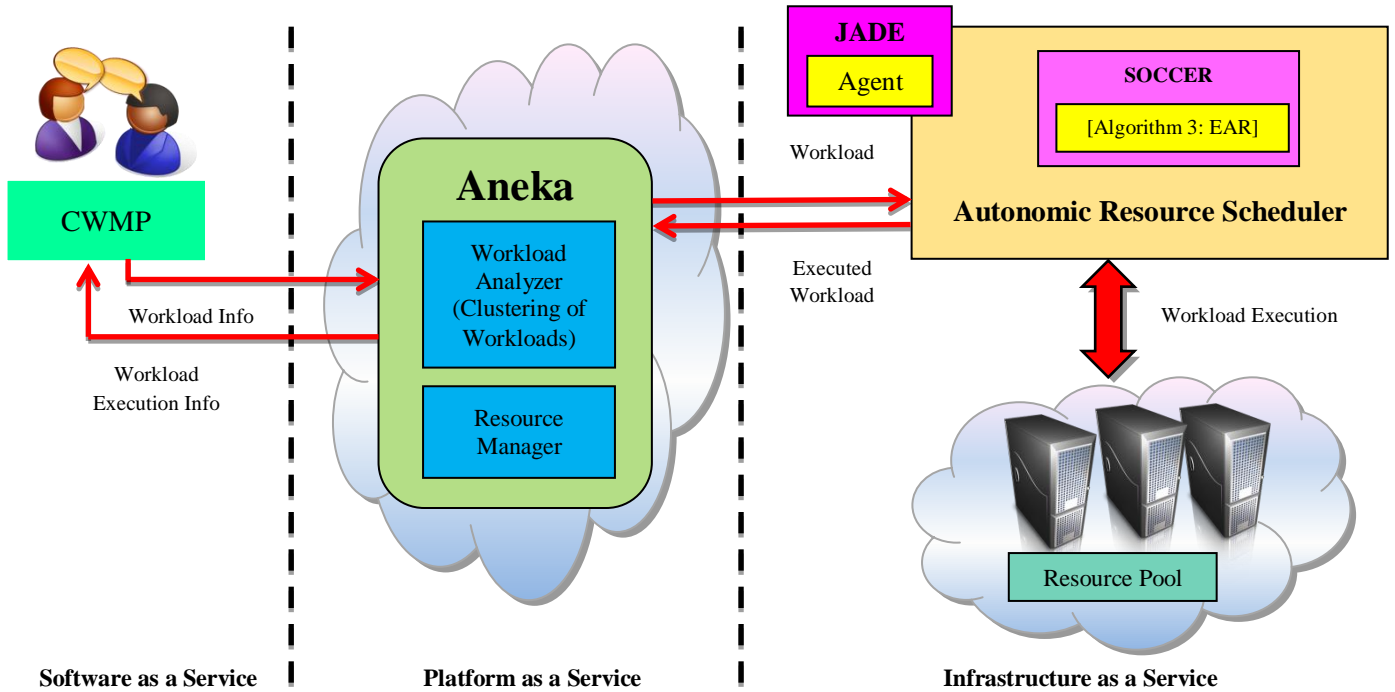 CWMP
Workload Info
Workload
Execution Info
Software as a Service
Aneka
Workload
Analyzer
(Clustering of
Workloads)
Resource
Manager
Platform as a Service
Workload
Executed
Workload
JADE
Agent
SOCCER
[Algorithm 3: EAR]
Autonomic Resource Scheduler
Workload Execution
Resource Pool
Infrastructure as a Service